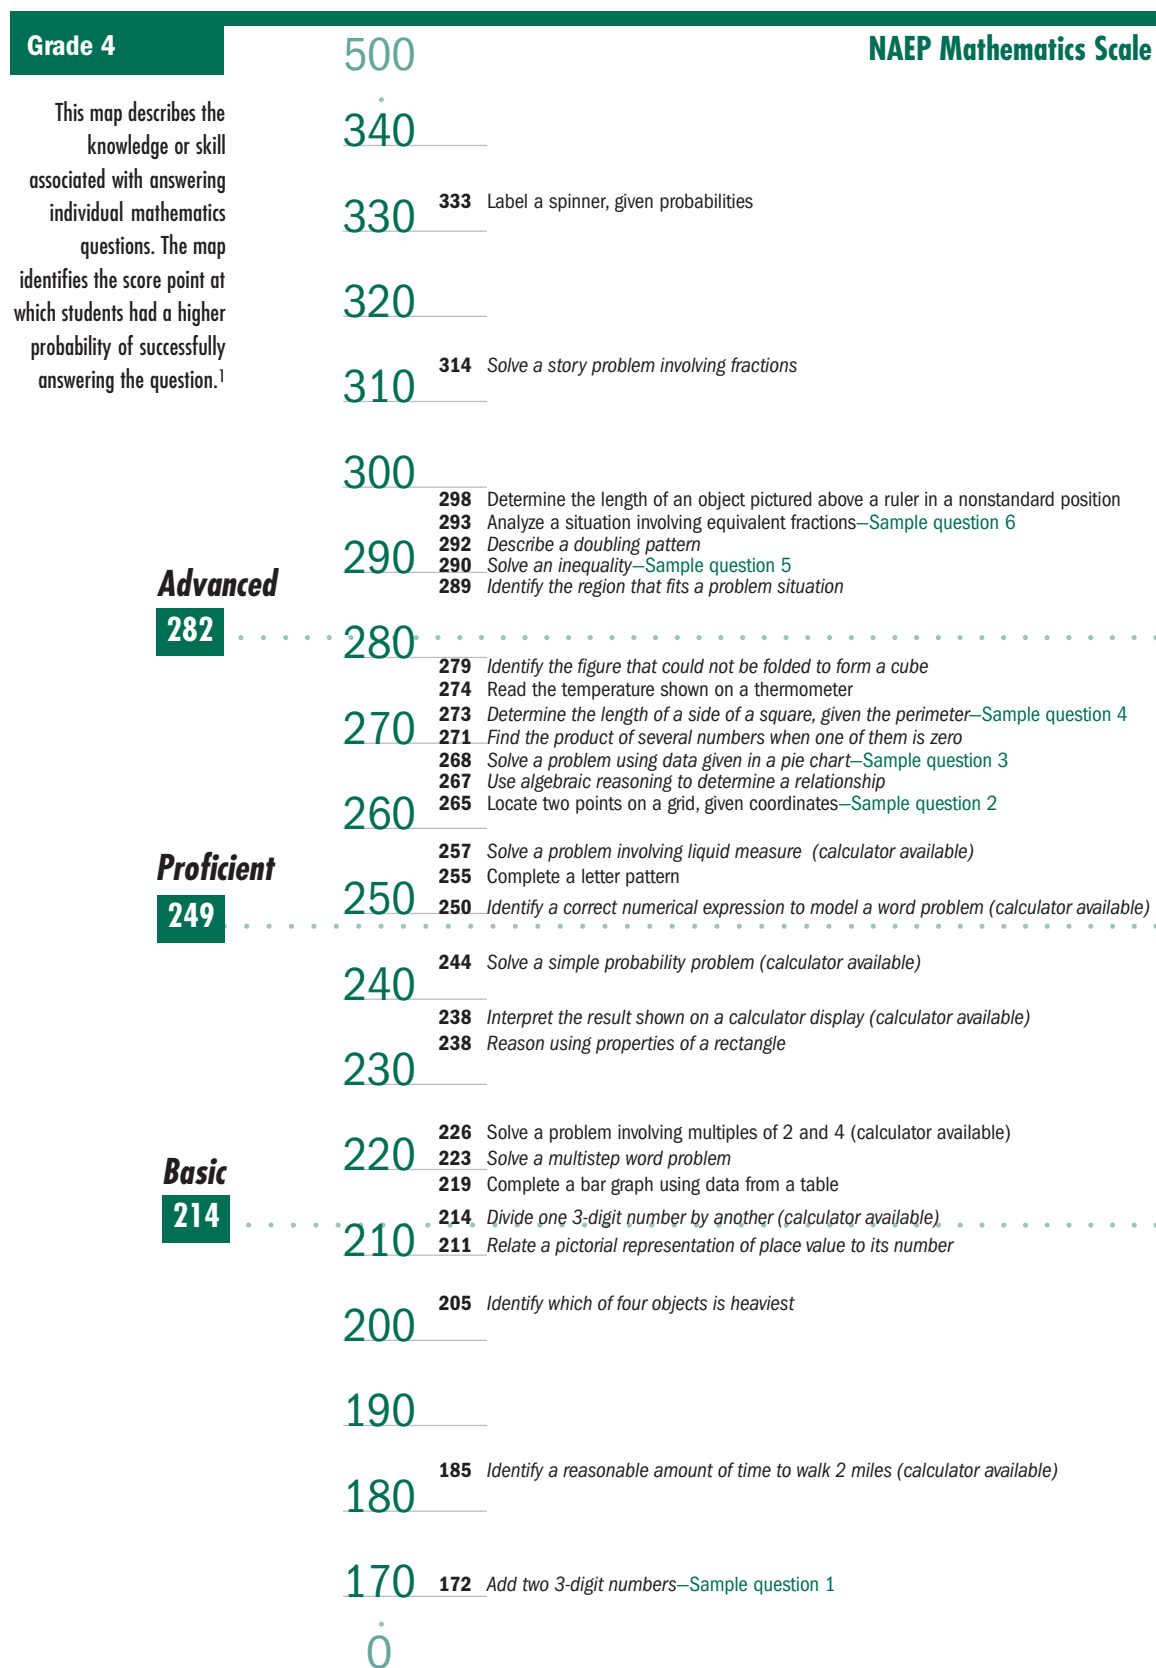 Grade 4
500
NAEP Mathematics Scale
This map describes the
knowledge or skill
associated with answering
individual mathematics
questions. The map
identifies the score point at
which students had a higher
probability of successfully
answering the question.1
340
330
333 Label a spinner, given probabilities
320
310
314 Solve a story problem involving fractions
300
298 Determine the length of an object pictured above a ruler in a nonstandard position
293 Analyze a situation involving equivalent fractions–Sample question 6
292 Describe a doubling pattern
290
290 Solve an inequality–Sample question 5
289 Identify the region that fits a problem situation
Advanced
282
280
279 Identify the figure that could not be folded to form a cube
274 Read the temperature shown on a thermometer
273 Determine the length of a side of a square, given the perimeter–Sample question 4
270
271 Find the product of several numbers when one of them is zero
268 Solve a problem using data given in a pie chart–Sample question 3
267 Use algebraic reasoning to determine a relationship
265 Locate two points on a grid, given coordinates–Sample question 2
260
257 Solve a problem involving liquid measure (calculator available)
Proficient
255 Complete a letter pattern
250
250 Identify a correct numerical expression to model a word problem (calculator available)
249
244 Solve a simple probability problem (calculator available)
240
238 Interpret the result shown on a calculator display (calculator available)
238 Reason using properties of a rectangle
230
226 Solve a problem involving multiples of 2 and 4 (calculator available)
220
223 Solve a multistep word problem
Basic
219 Complete a bar graph using data from a table
214
214 Divide one 3-digit number by another (calculator available)
210
211 Relate a pictorial representation of place value to its number
205 Identify which of four objects is heaviest
200
190
185 Identify a reasonable amount of time to walk 2 miles (calculator available)
180
170
172 Add two 3-digit numbers–Sample question 1
0